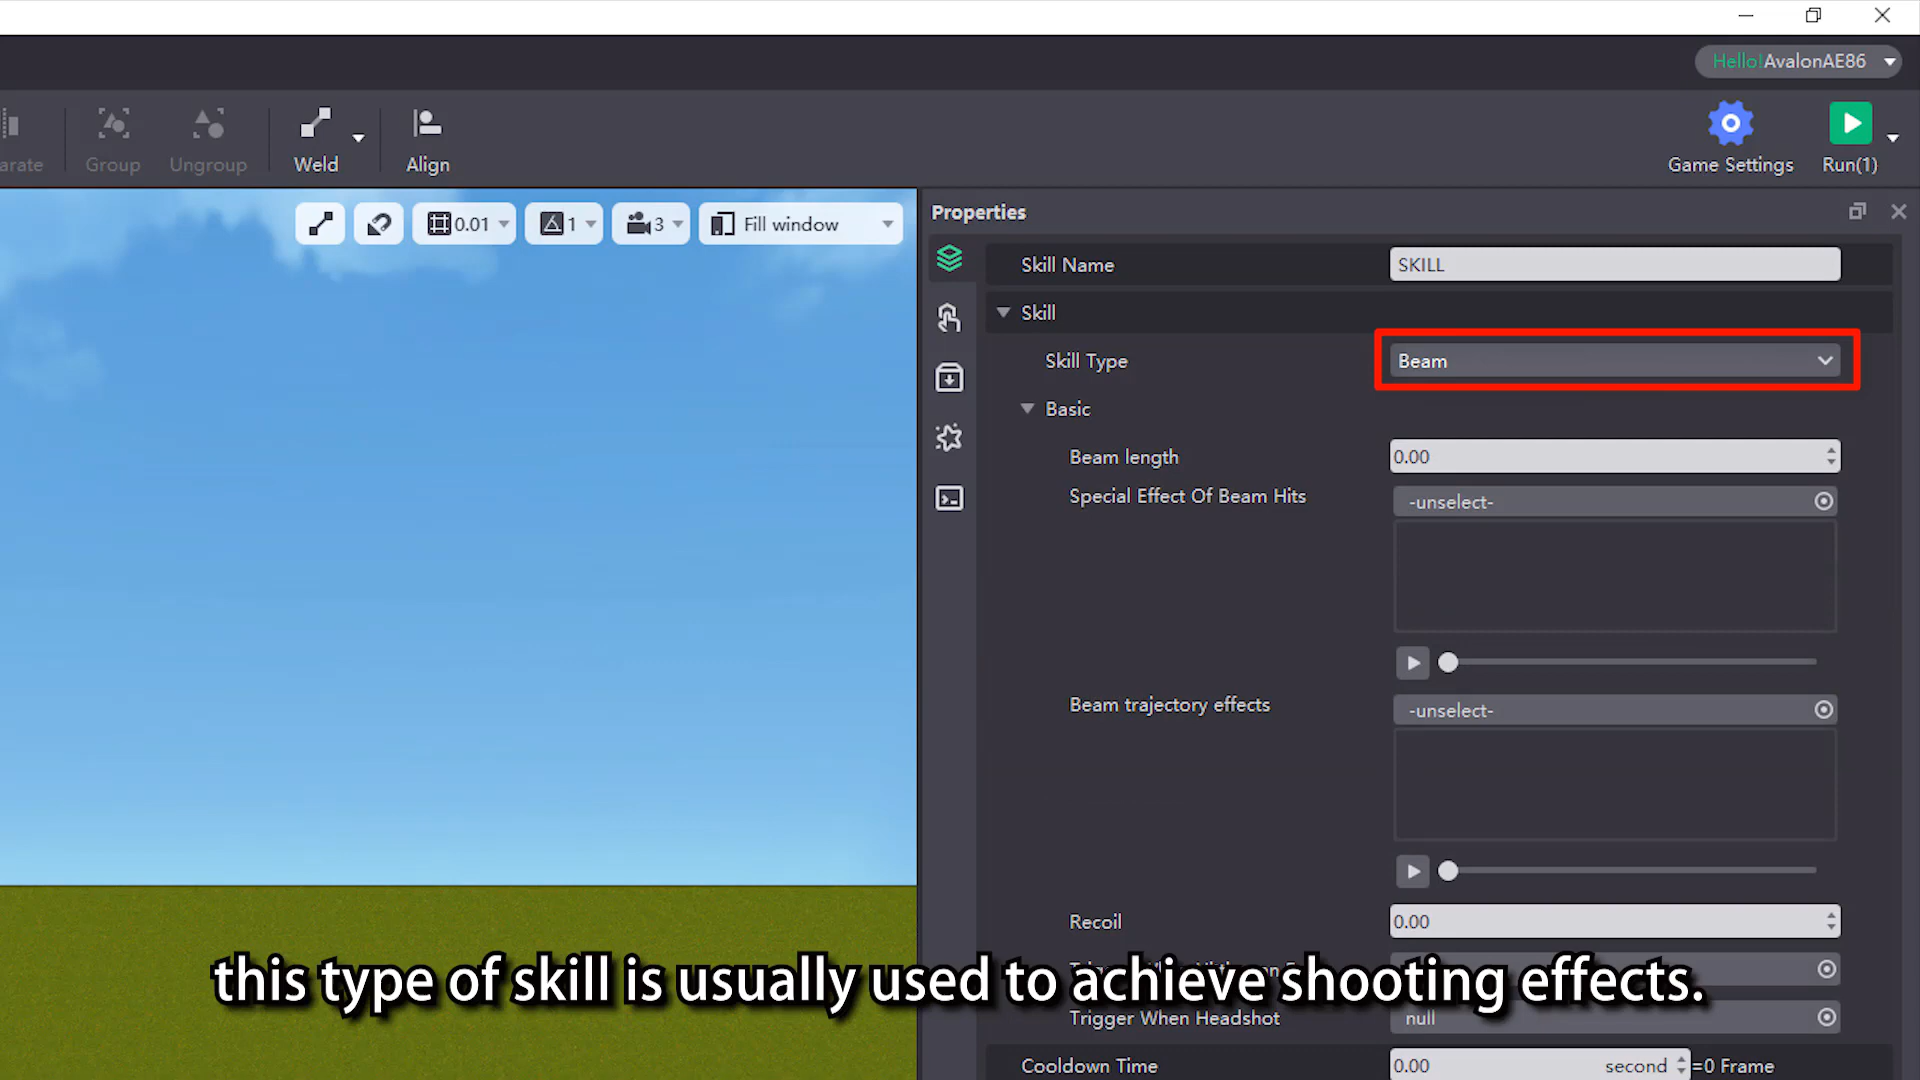 Hello!AvalonAE86
arate
Group
Ungroup
Weld
Align
Game Settings
Run(1)
0.01
1
3
Fill window
Properties
Skill Name
SKILL
Skill
Skill Type
Beam
Basic
Beam length
0.00
Special Effect Of Beam Hits
-unselect-
Beam trajectory effects
-unselect-
Recoil
0.00
this type of skill is usually used to achieve shooting effects.
Trigger When Headshot
null
Cooldown Time
0.00
second
=0 Frame